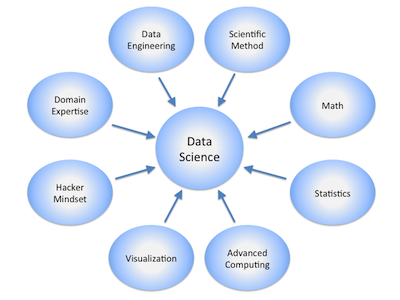 Data
Engineering
Scientific
Method
Domain
Expertise
Math
Data
Science
Hacker
Mindset
Statistics
Visualization
Advanced
Computing